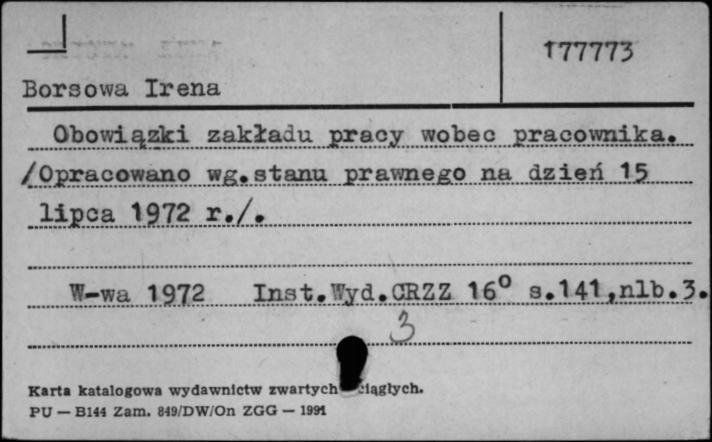 177773
Borsowa Irena
Obowiązki zakładu pracy wobec pracownika.
/Opracowano wg.stanu prawnego na dzień 15
lipca 1972 r./.
W-wa 1972 Inst.Wyd.CRZZ 16° s.141,nlb.3.
3
Karta katalogowa wydawnictw zwartych ciągłych.
PU — B144 Zam. 849/DW/On ZGG — 1991